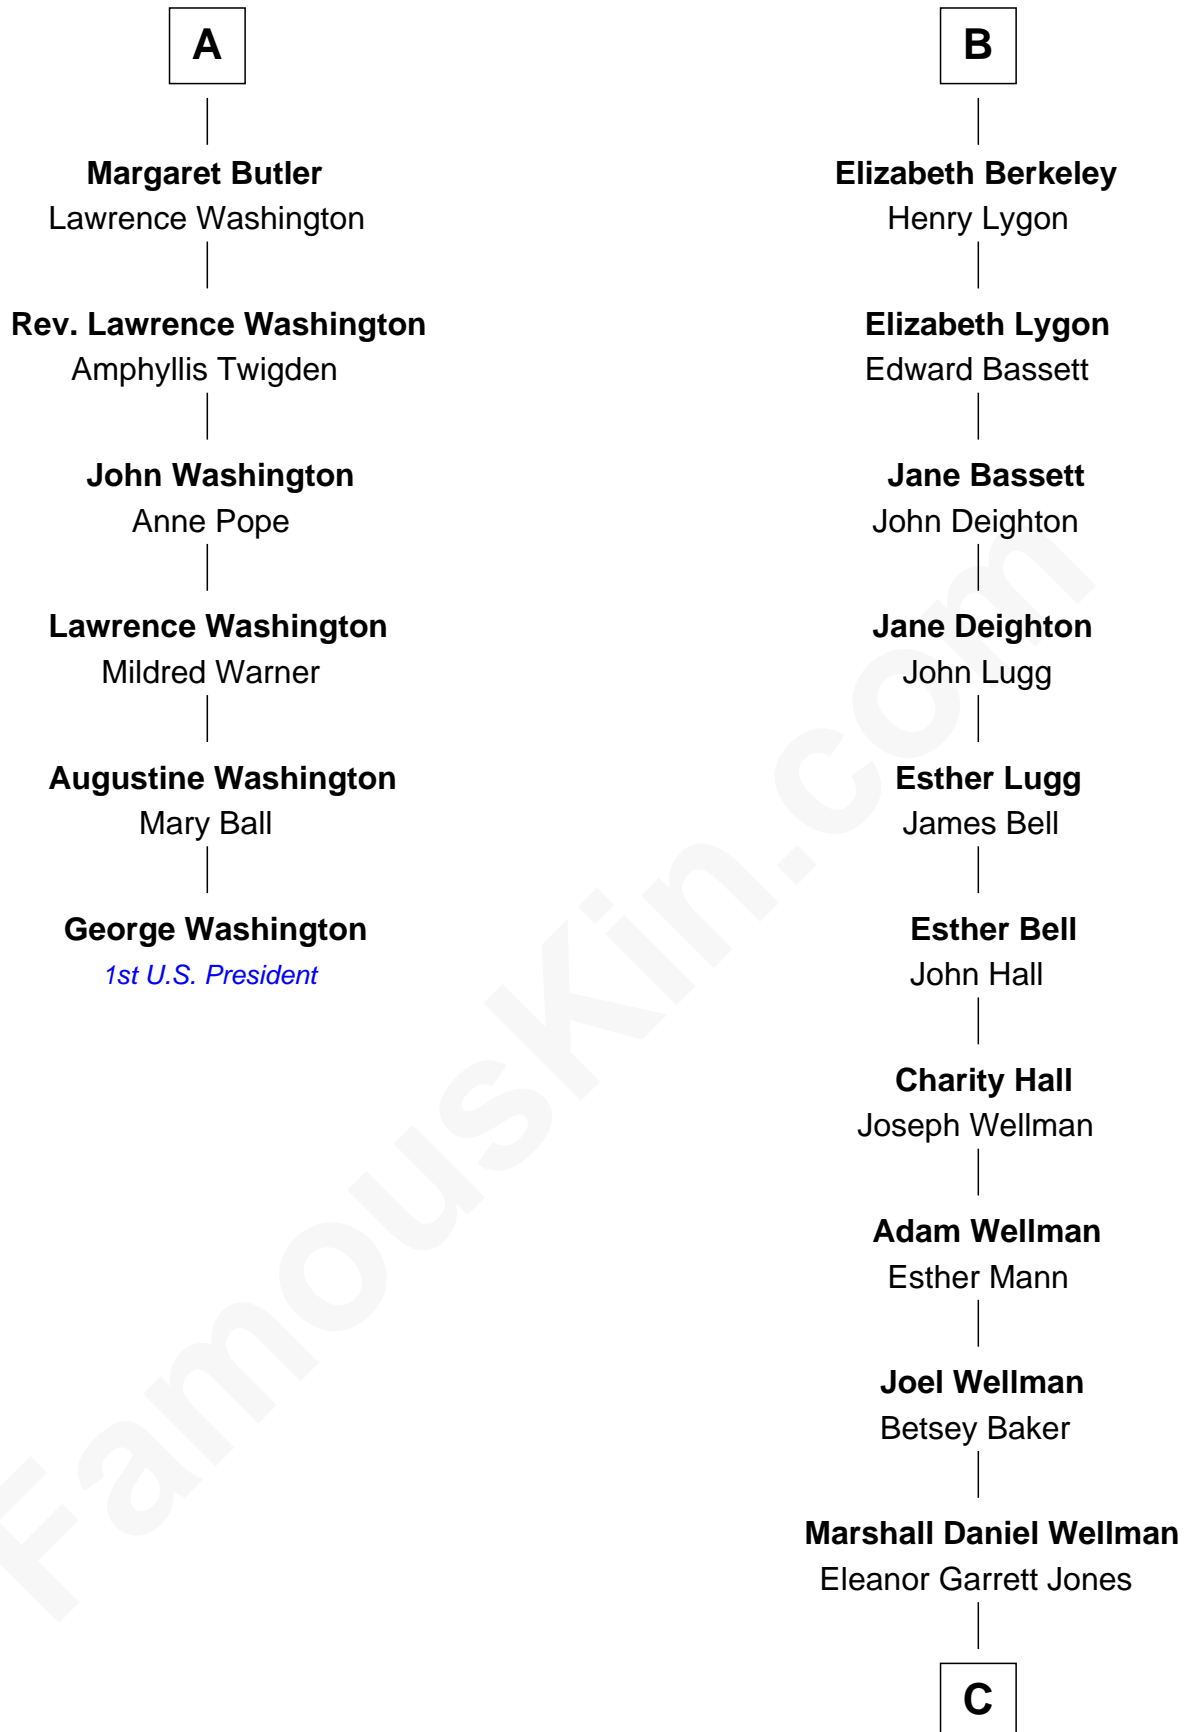 A
Margaret Butler
Lawrence Washington
Rev. Lawrence Washington
Amphyllis Twigden
John Washington
Anne Pope
Lawrence Washington
Mildred Warner
Augustine Washington
Mary Ball
George Washington
1st U.S. President
B
Elizabeth Berkeley
Henry Lygon
Elizabeth Lygon
Edward Bassett
Jane Bassett
John Deighton
Jane Deighton
John Lugg
Esther Lugg
James Bell
Esther Bell
John Hall
Charity Hall
Joseph Wellman
Adam Wellman
Esther Mann
Joel Wellman
Betsey Baker
Marshall Daniel Wellman
Eleanor Garrett Jones
C
FamousKin.com